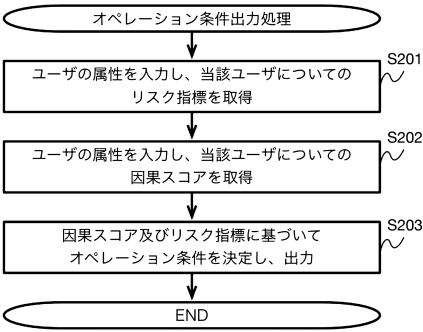 オペレーション条件出力処理
S201
ユーザの属性を入力し、当該ユーザについての
リスク指標を取得
S202
ユーザの属性を入力し、当該ユーザについての
因果スコアを取得
S203
因果スコア及びリスク指標に基づいて
オペレーション条件を決定し、出力
END